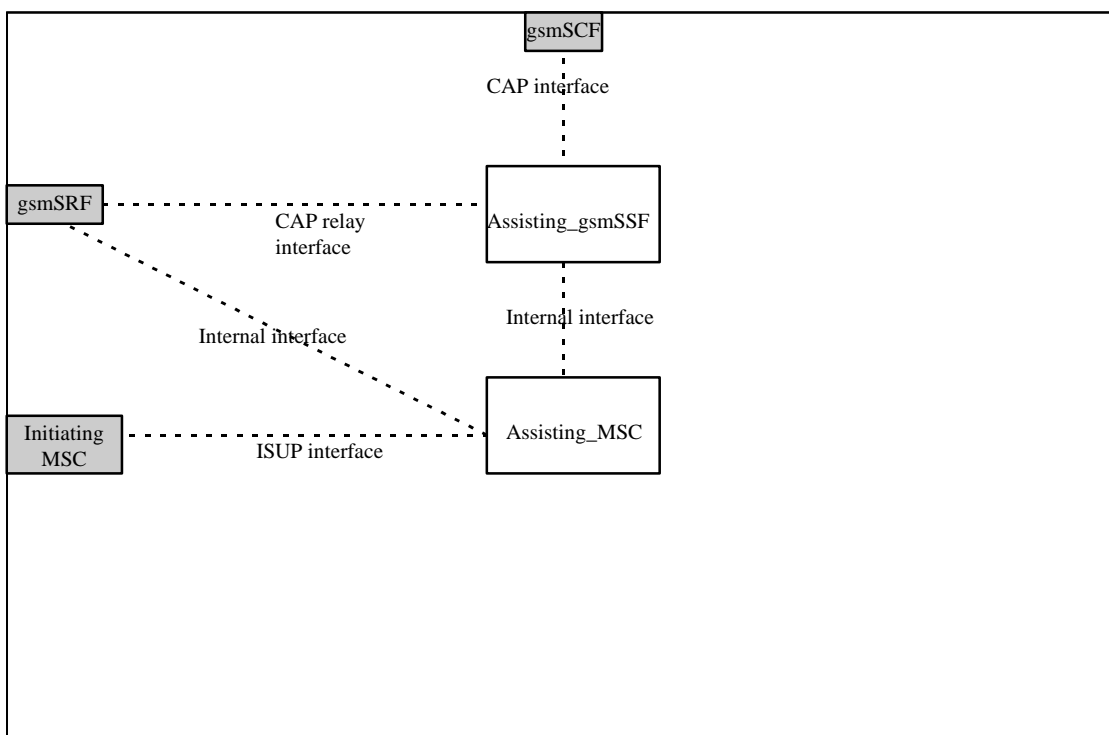 gsmSCF
CAP interface
gsmSRF
CAP relay
interface
Assisting_gsmSSF
Internal interface
Internal interface
Initiating
MSC
ISUP interface
Assisting_MSC